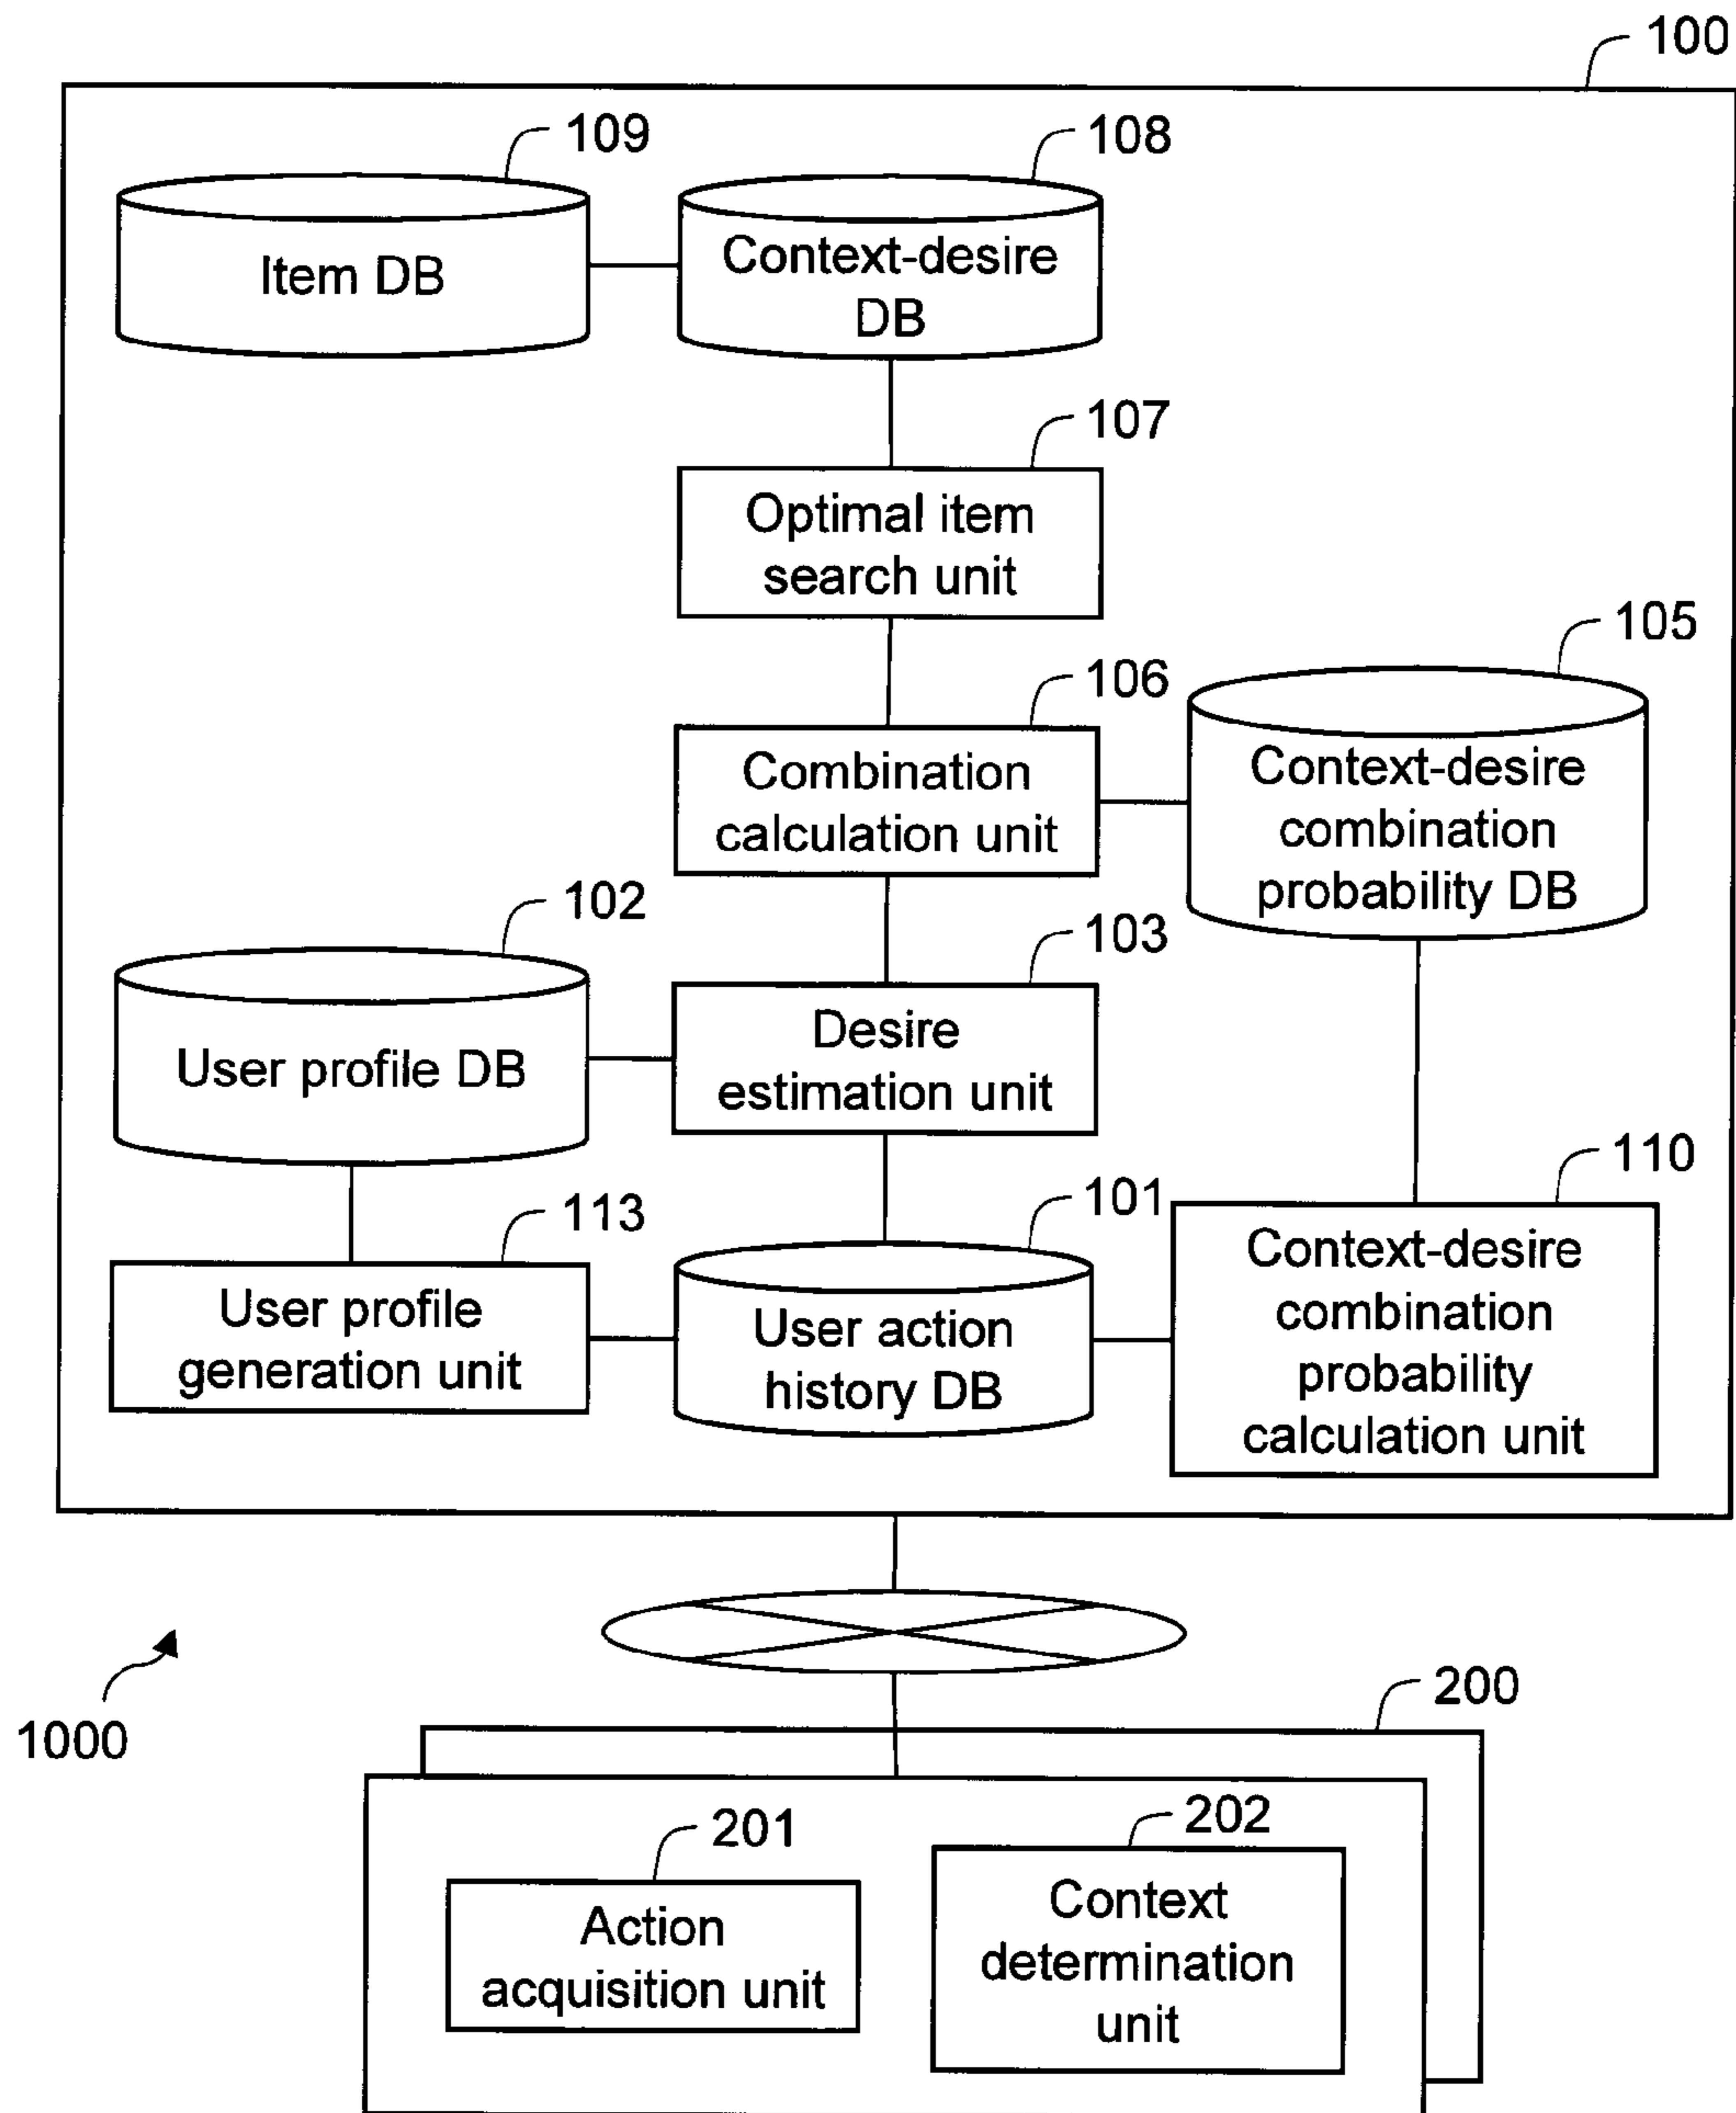 100
109
108
Item DB
Context-desire
DB
107
Optimal item
search unit
105
106
Combination
calculation unit
Context-desire
combination
probability DB
102
103
User profile DB
Desire
estimation unit
110
113
101
User profile
generation unit
User action
history DB
Context-desire
combination
probability
calculation unit
1000
200
201
202
Action
acquisition unit
Context
determination
unit